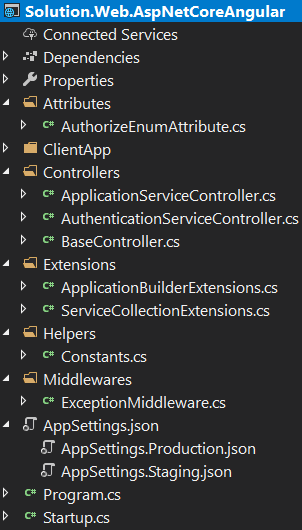 Solution.Web.AspNetCoreAngular
Connected Services
Dependencies
Properties
Attributes
C# AuthorizeEnumAttribute.cs
ClientApp
Controllers
C# ApplicationServiceController.cs
C# AuthenticationServiceController.cs
C# BaseController.cs
Extensions
C# ApplicationBuilderExtensions.cs
C# ServiceCollectionExtensions.cs
Helpers
C# Constants.cs
Middlewares
C# ExceptionMiddleware.cs
AppSettings.json
AppSettings.Production.json
AppSettings.Staging.json
C# Program.cs
C# Startup.cs